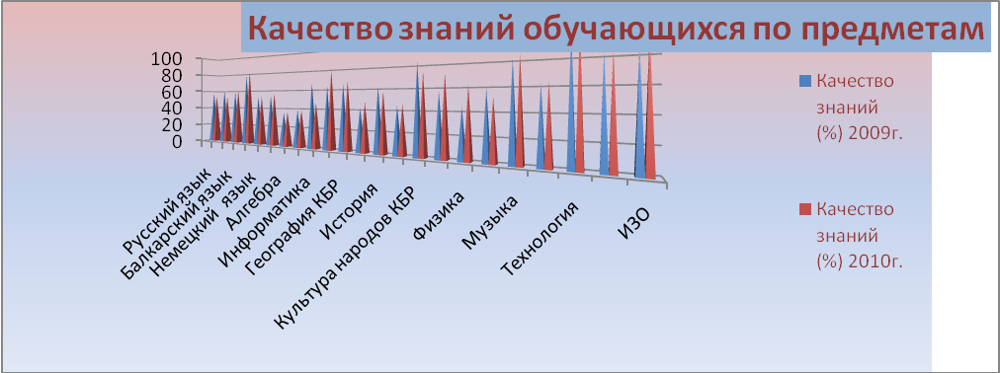 Качество знаний обучающихся по предметам
100
80
60
40
20
0
Русский язык
Балкарский язык
Немецкий  язык
Алгебра
Информатика
География КБР
История
Культура народов КБР
Физика
Музыка
Технология
ИЗО
Качество
знаний
(%) 2009г.
Качество
знаний
(%) 2010г.